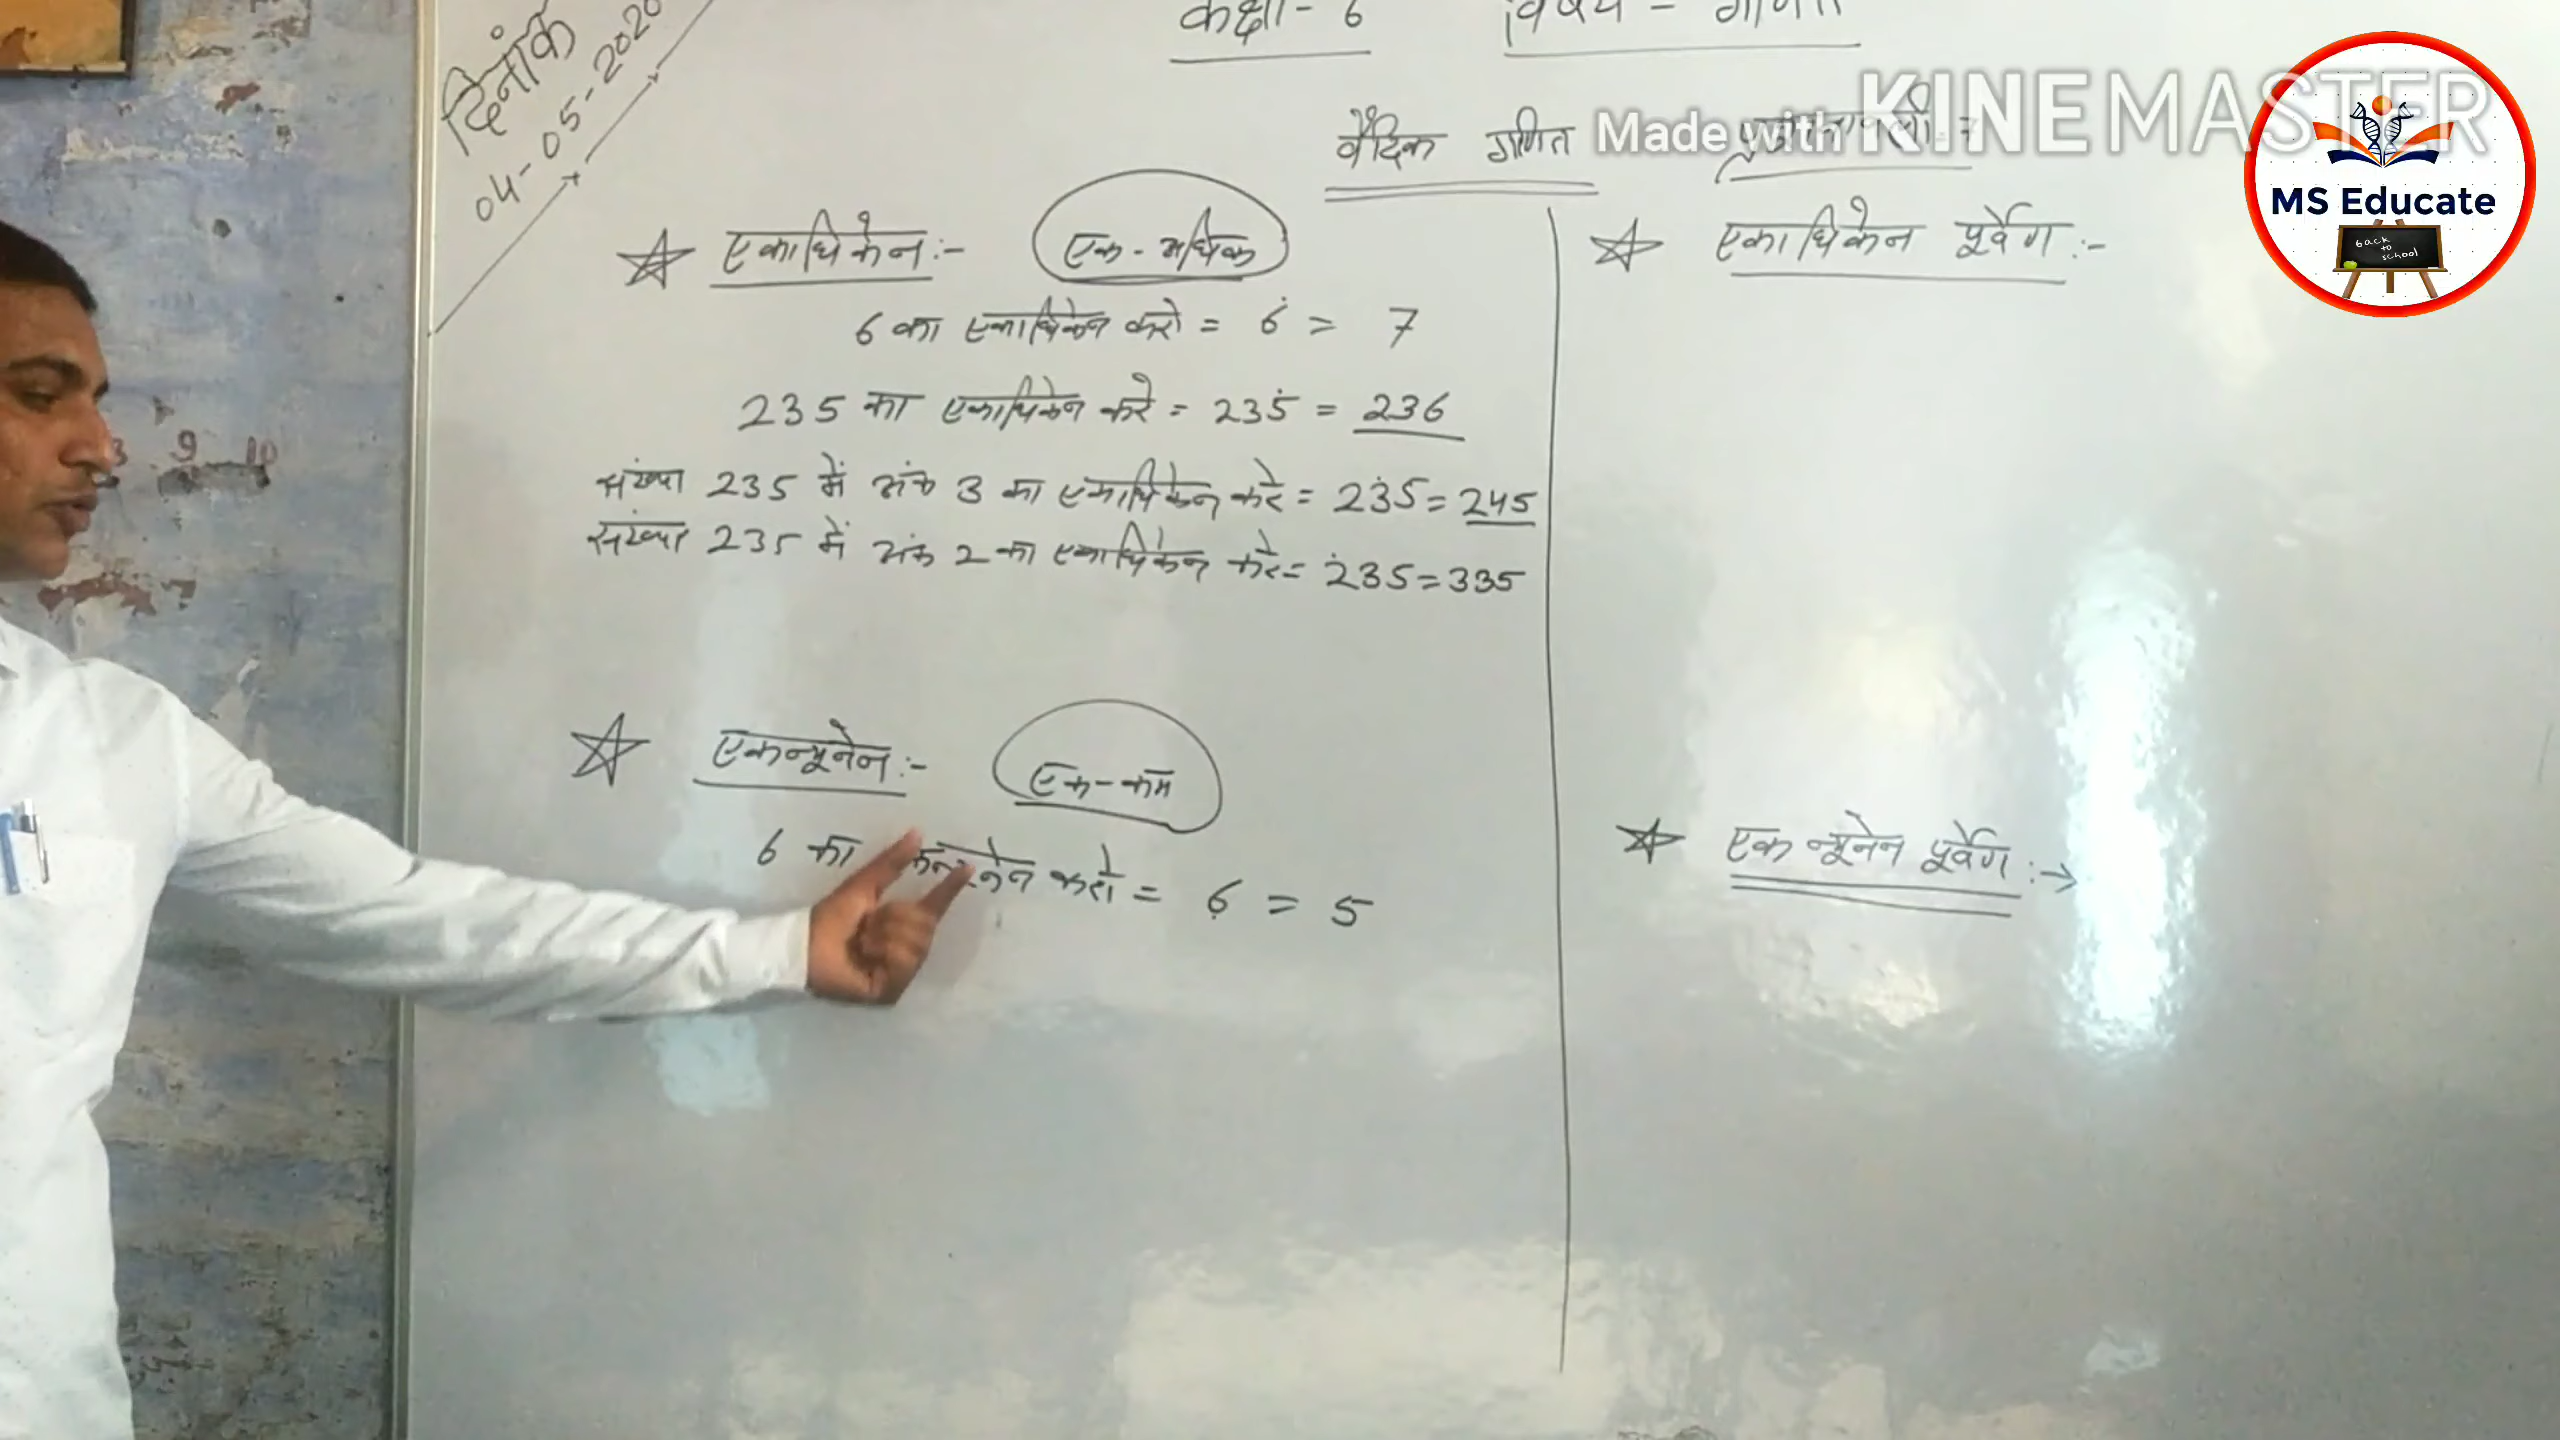 दिनांक
04-05-2020
कक्षा - 6 विषय - गणित
वैदिक गणित
Made with KINEMASTER
MS Educate
back to school
एकाधिकेन :- एक - अधिक
6 का एकाधिकेन करो = 6̇ = 7
235 का एकाधिकेन करे = 235̇ = 236
संख्या 235 में अंक 3 का एकाधिकेन करे = 23̇5 = 245
संख्या 235 में अंक 2 का एकाधिकेन करे = 2̇35 = 335
एकन्यूनेन :- एक - कम
6 का करो = 6̣ = 5
एकाधिकेन पूर्वेण :-
एक न्यूनेन पूर्वेण :→
9 10